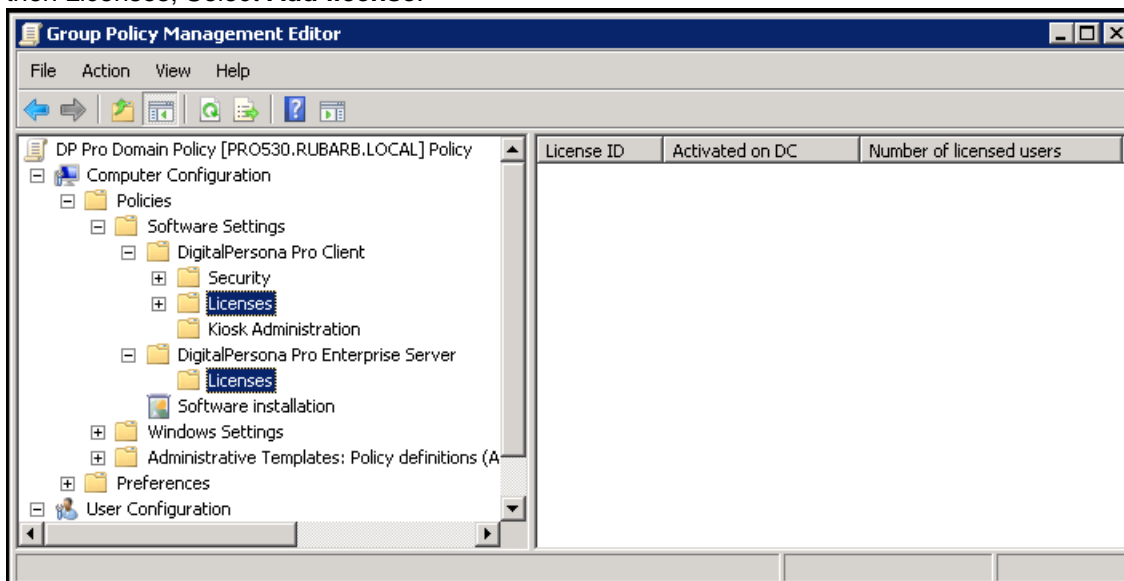 then Licenses, Select Add license.
Group Policy Management Editor
File Action View Help
DP Pro Domain Policy [PRO530.RUBARB.LOCAL] Policy
License ID Activated on DC Number of licensed users
Computer Configuration
Policies
Software Settings
DigitalPersona Pro Client
Security
Licenses
Kiosk Administration
DigitalPersona Pro Enterprise Server
Licenses
Software installation
Windows Settings
Administrative Templates: Policy definitions (A
Preferences
User Configuration